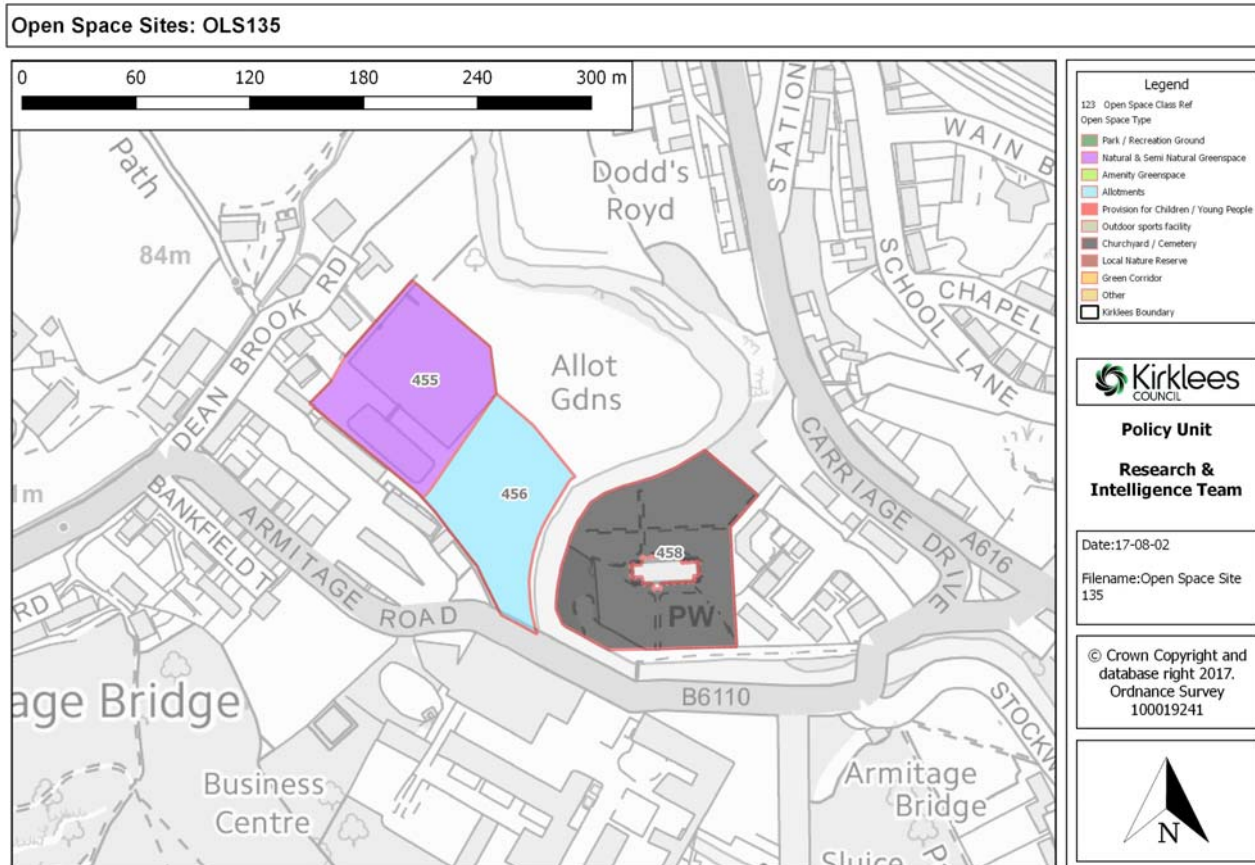 Open Space Sites: OLS135
0 60 120 180 240 300 m
Path
84m
DEAN BROOK RD
Dodd's
Royd
STATION
WAIN B
SCHOOL LANE
CHAPEL
Allot
Gdns
455
456
458
PW
CARRIAGE DRIVE
A616
1m
BANKFIELD T
ARMITAGE ROAD
RD
B6110
STOCKW
age Bridge
Business
Centre
Armitage
Bridge
Sluice
P
Legend
123 Open Space Class Ref
Open Space Type
Park / Recreation Ground
Natural & Semi Natural Greenspace
Amenity Greenspace
Allotments
Provision for Children / Young People
Outdoor sports facility
Churchyard / Cemetery
Local Nature Reserve
Green Corridor
Other
Kirklees Boundary
Kirklees
COUNCIL
Policy Unit
Research &
Intelligence Team
Date:17-08-02
Filename:Open Space Site
135
© Crown Copyright and
database right 2017.
Ordnance Survey
100019241
N